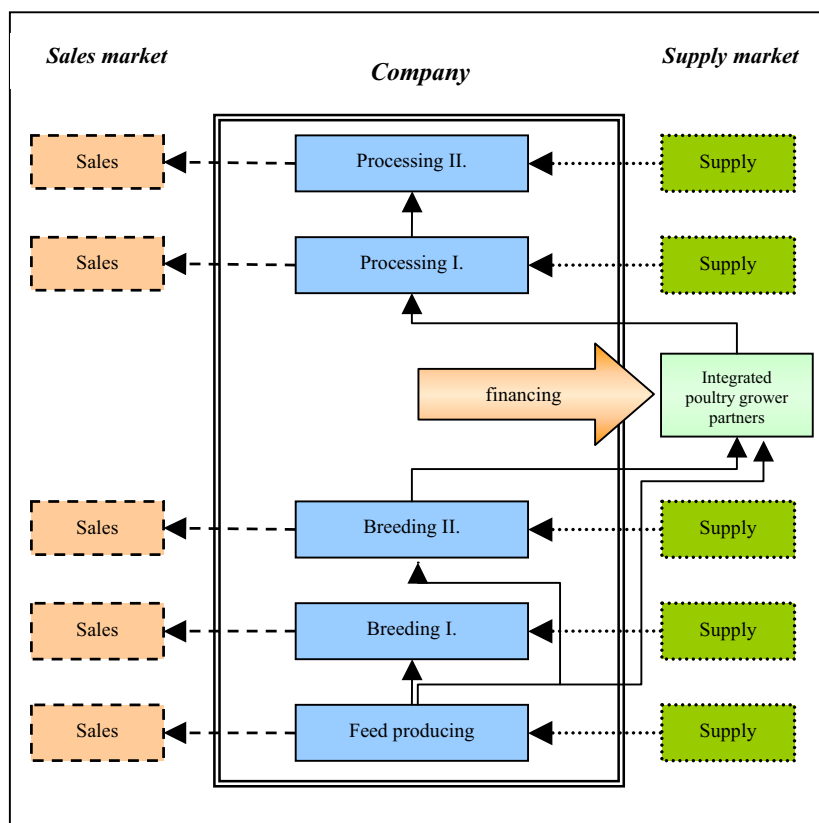 Sales market
Company
Supply market
Sales
Processing II.
Supply
Sales
Processing I.
Supply
financing
Integrated
poultry grower
partners
Sales
Breeding II.
Supply
Sales
Breeding I.
Supply
Sales
Feed producing
Supply